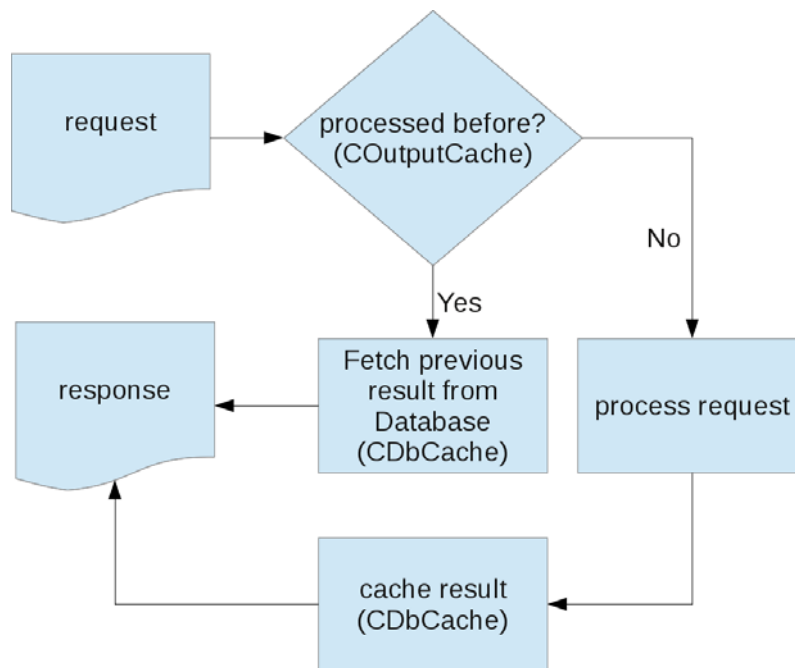 request
processed before?
(COutputCache)
No
Yes
response
Fetch previous
result from
Database
(CDbCache)
process request
cache result
(CDbCache)